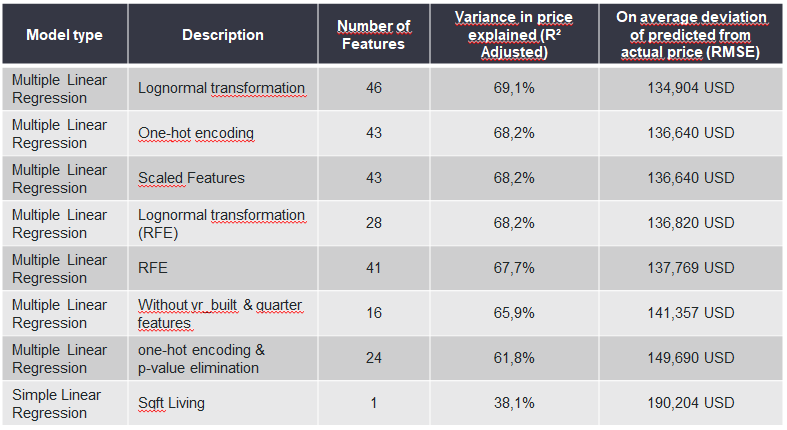 Model type Description Number of Features Variance in price explained (R² Adjusted) On average deviation of predicted from actual price (RMSE)
Multiple Linear Regression Lognormal transformation 46 69,1% 134,904 USD
Multiple Linear Regression One-hot encoding 43 68,2% 136,640 USD
Multiple Linear Regression Scaled Features 43 68,2% 136,640 USD
Multiple Linear Regression Lognormal transformation (RFE) 28 68,2% 136,820 USD
Multiple Linear Regression RFE 41 67,7% 137,769 USD
Multiple Linear Regression Without yr_built & quarter features 16 65,9% 141,357 USD
Multiple Linear Regression one-hot encoding & p-value elimination 24 61,8% 149,690 USD
Simple Linear Regression Sqft Living 1 38,1% 190,204 USD